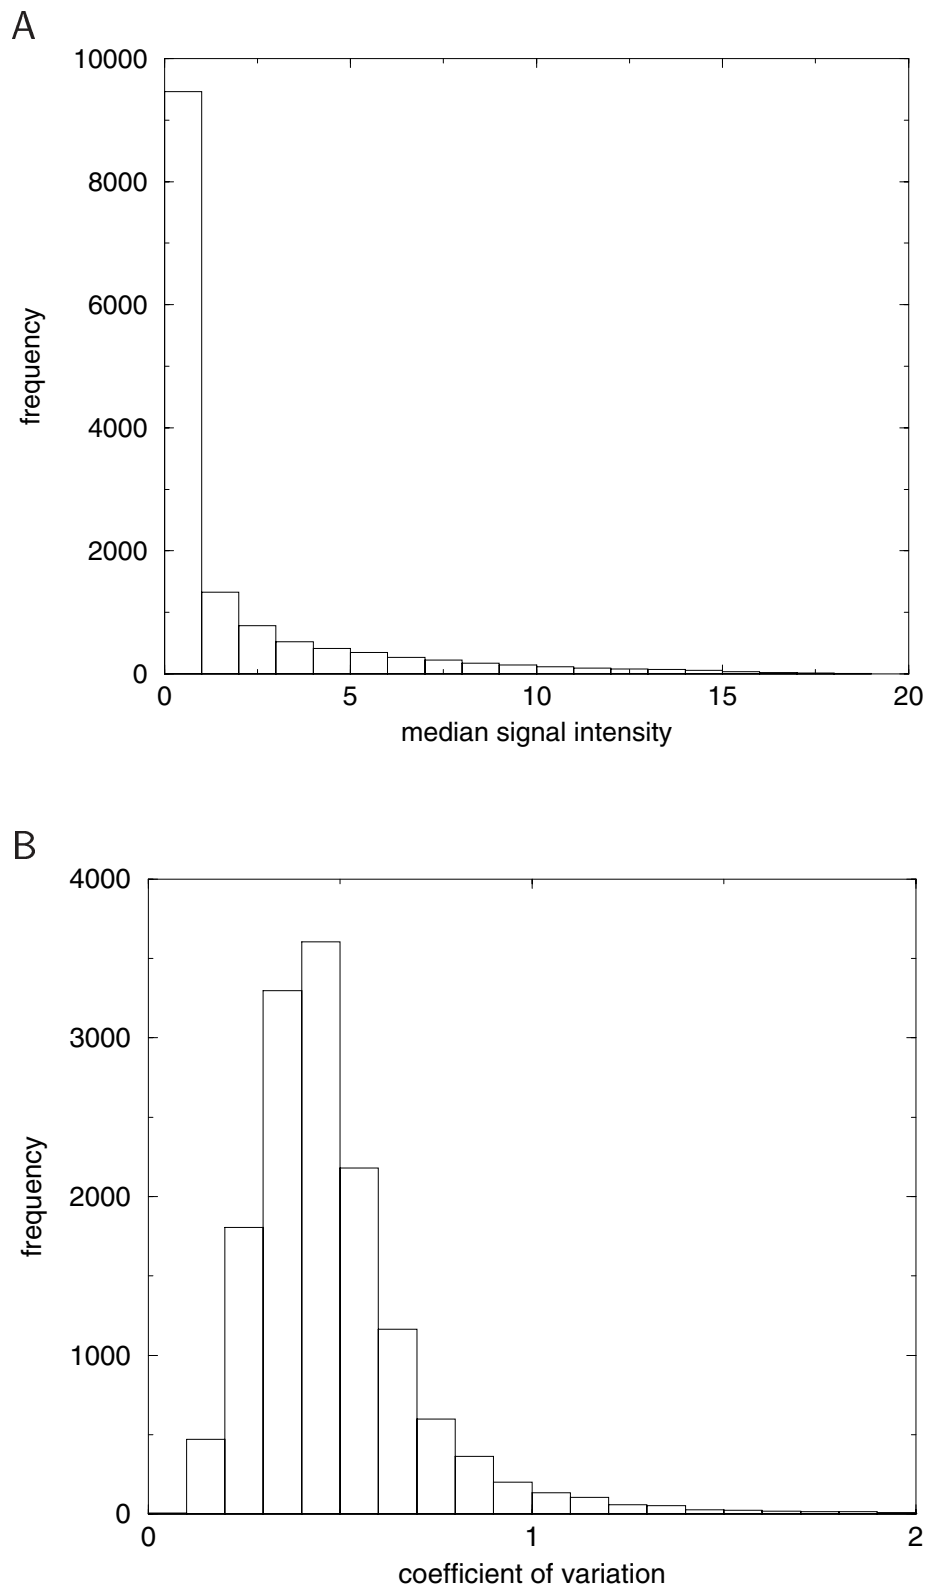 A
10000
8000
6000
4000
2000
0
frequency
0 5 10 15 20
median signal intensity
B
4000
3000
2000
1000
0
frequency
0 1 2
coefficient of variation